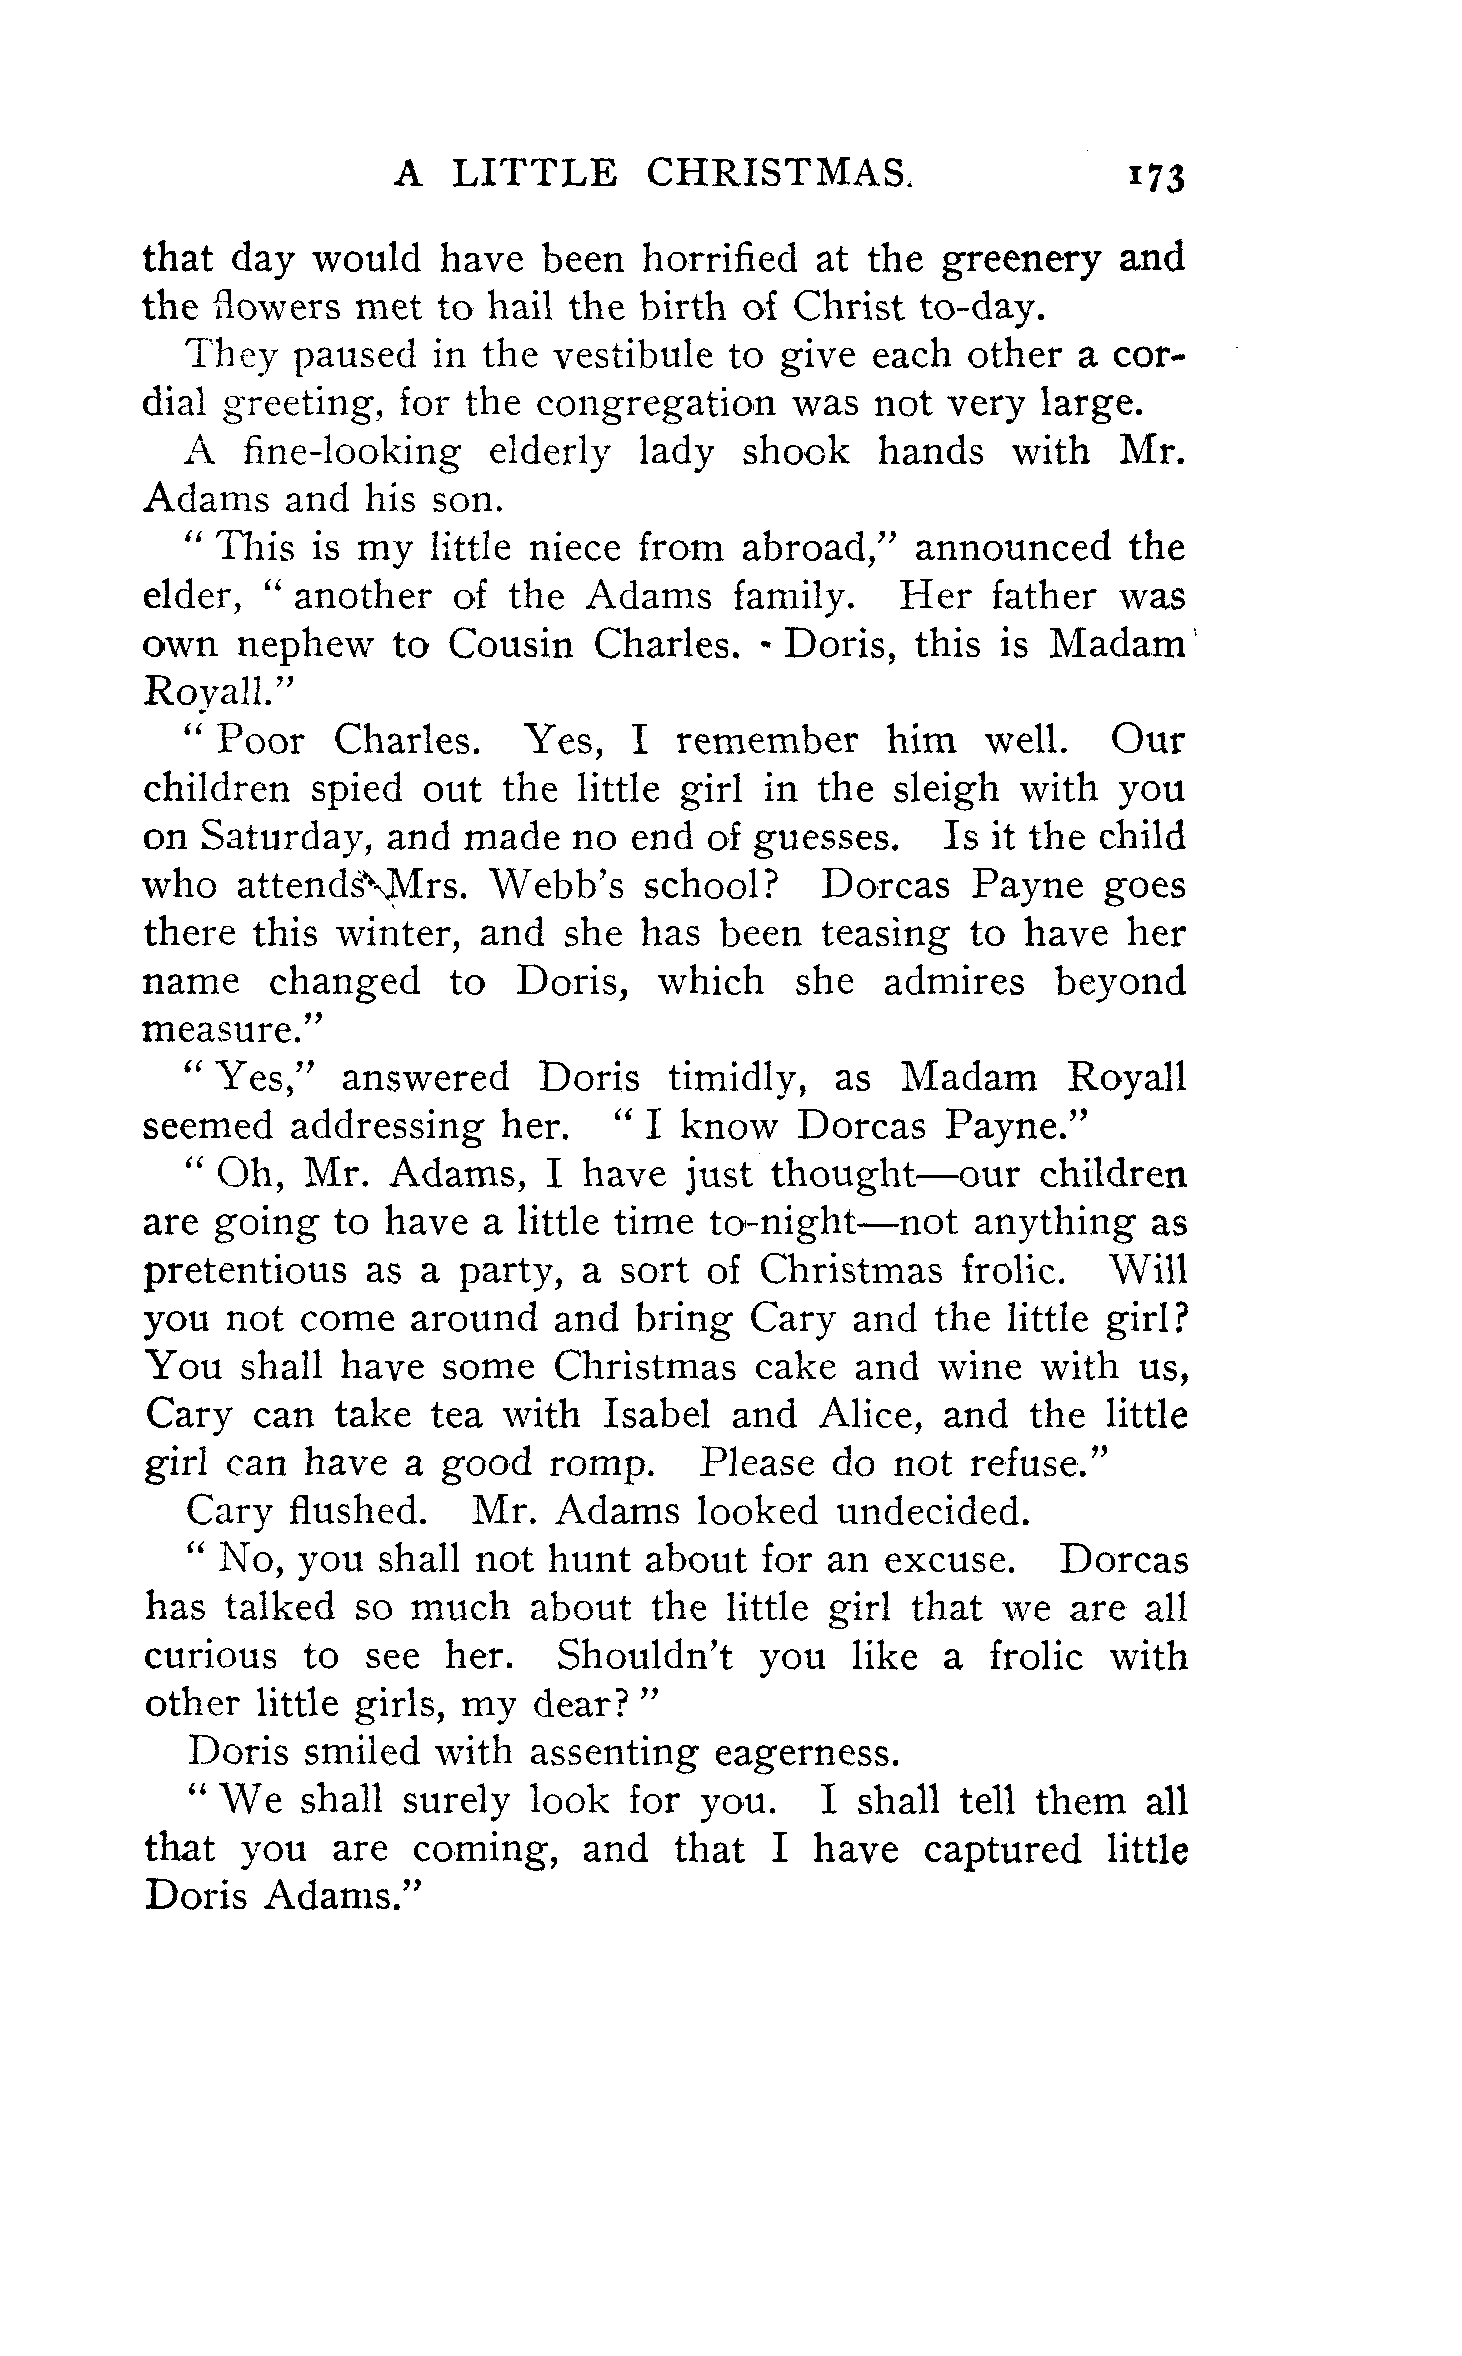 A LITTLE CHRISTMAS. 173
that day would have been horrified at the greenery and
the flowers met to hail the birth of Christ to-day.
They paused in the vestibule to give each other a cor-
dial greeting, for the congregation was not very large.
A fine-looking elderly lady shook hands with Mr.
Adams and his son.
“ This is my little niece from abroad,” announced the
elder, “ another of the Adams family. Her father was
own nephew to Cousin Charles. Doris, this is Madam
Royall.”
“ Poor Charles. Yes, I remember him well. Our
children spied out the little girl in the sleigh with you
on Saturday, and made no end of guesses. Is it the child
who attends Mrs. Webb’s school? Dorcas Payne goes
there this winter, and she has been teasing to have her
name changed to Doris, which she admires beyond
measure.”
“ Yes,” answered Doris timidly, as Madam Royall
seemed addressing her. “ I know Dorcas Payne.”
“ Oh, Mr. Adams, I have just thought—our children
are going to have a little time to-night—not anything as
pretentious as a party, a sort of Christmas frolic. Will
you not come around and bring Cary and the little girl?
You shall have some Christmas cake and wine with us,
Cary can take tea with Isabel and Alice, and the little
girl can have a good romp. Please do not refuse.”
Cary flushed. Mr. Adams looked undecided.
“ No, you shall not hunt about for an excuse. Dorcas
has talked so much about the little girl that we are all
curious to see her. Shouldn’t you like a frolic with
other little girls, my dear? ”
Doris smiled with assenting eagerness.
“ We shall surely look for you. I shall tell them all
that you are coming, and that I have captured little
Doris Adams.”